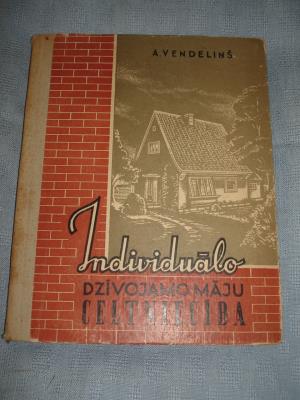 A. VENDELIŅŠ
Individuālo
DZĪVOJAMO MĀJU
CELTNIECĪBA